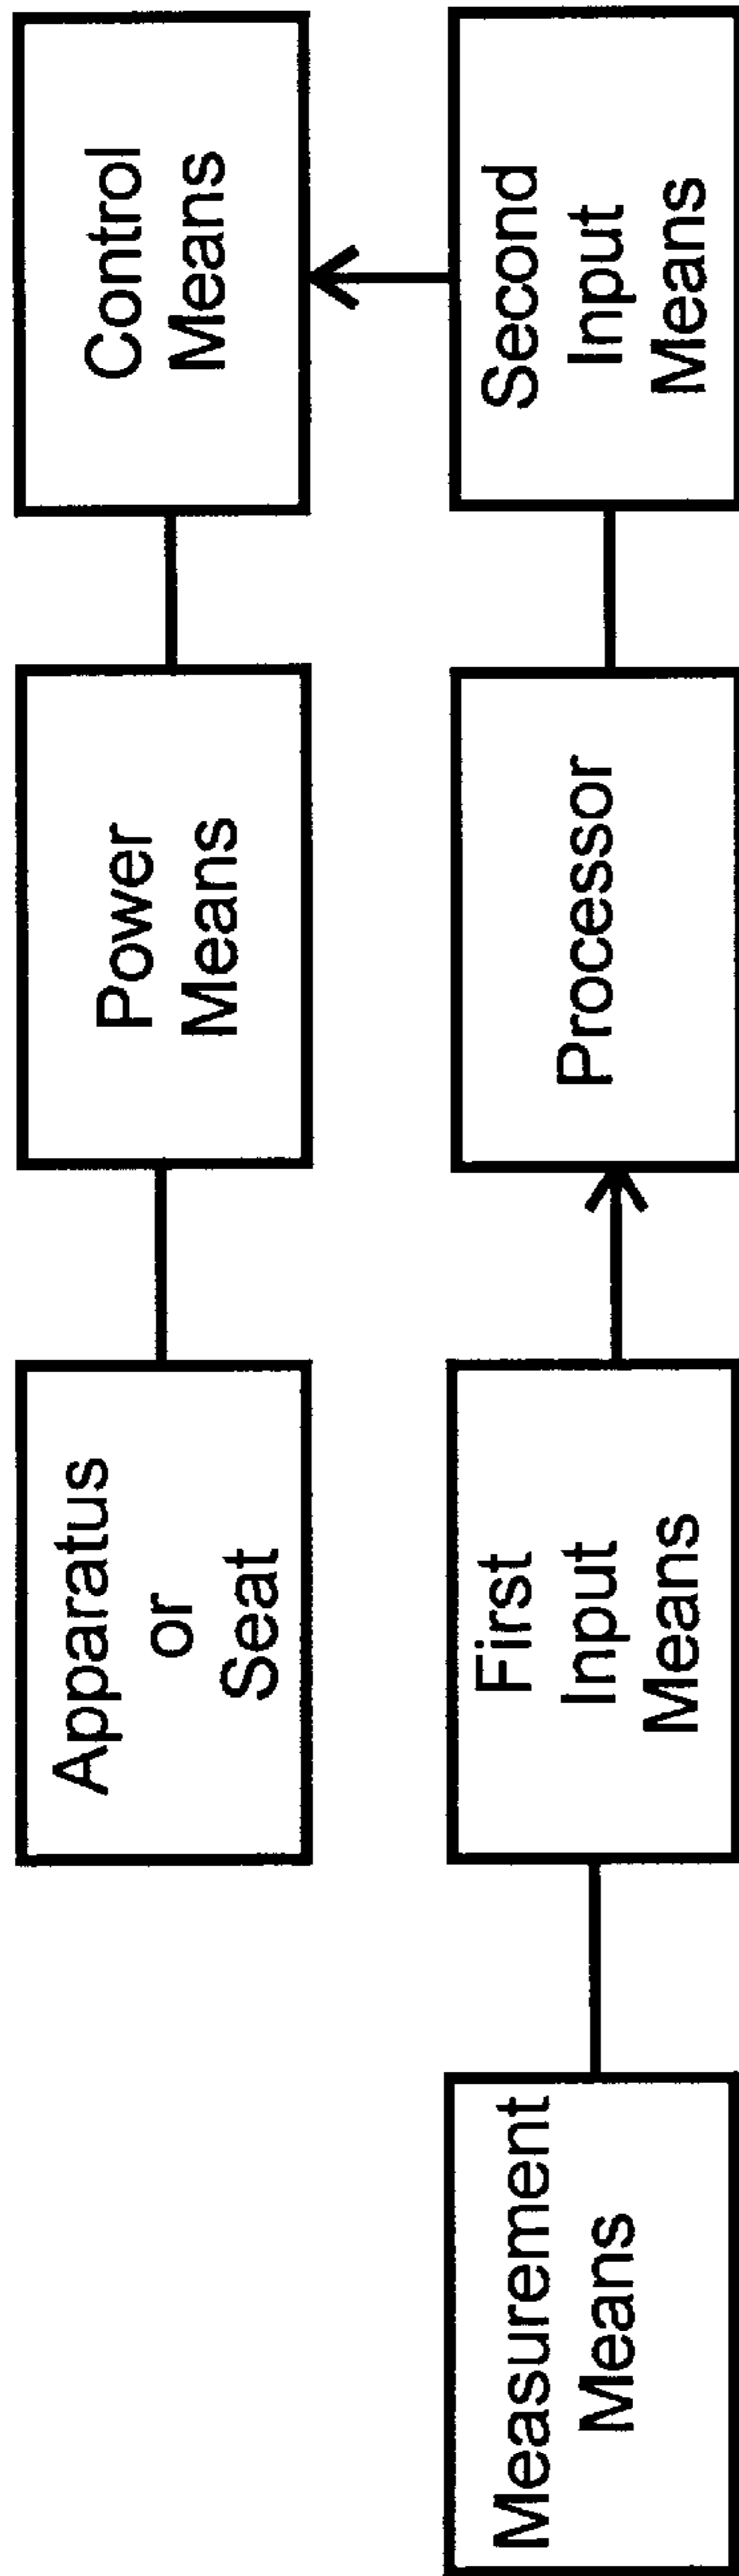 Apparatus
or
Seat
Power
Means
Control
Means
Measurement
Means
First
Input
Means
Processor
Second
Input
Means